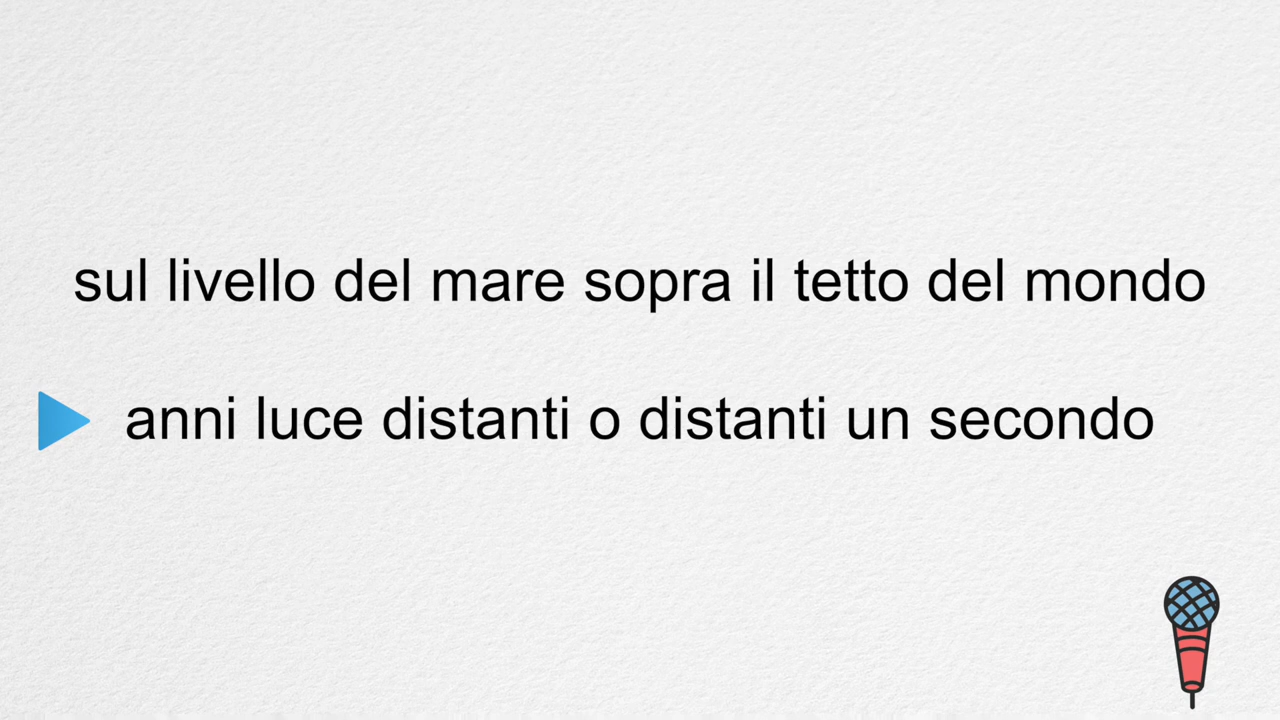 sul livello del mare sopra il tetto del mondo
anni luce distanti o distanti un secondo